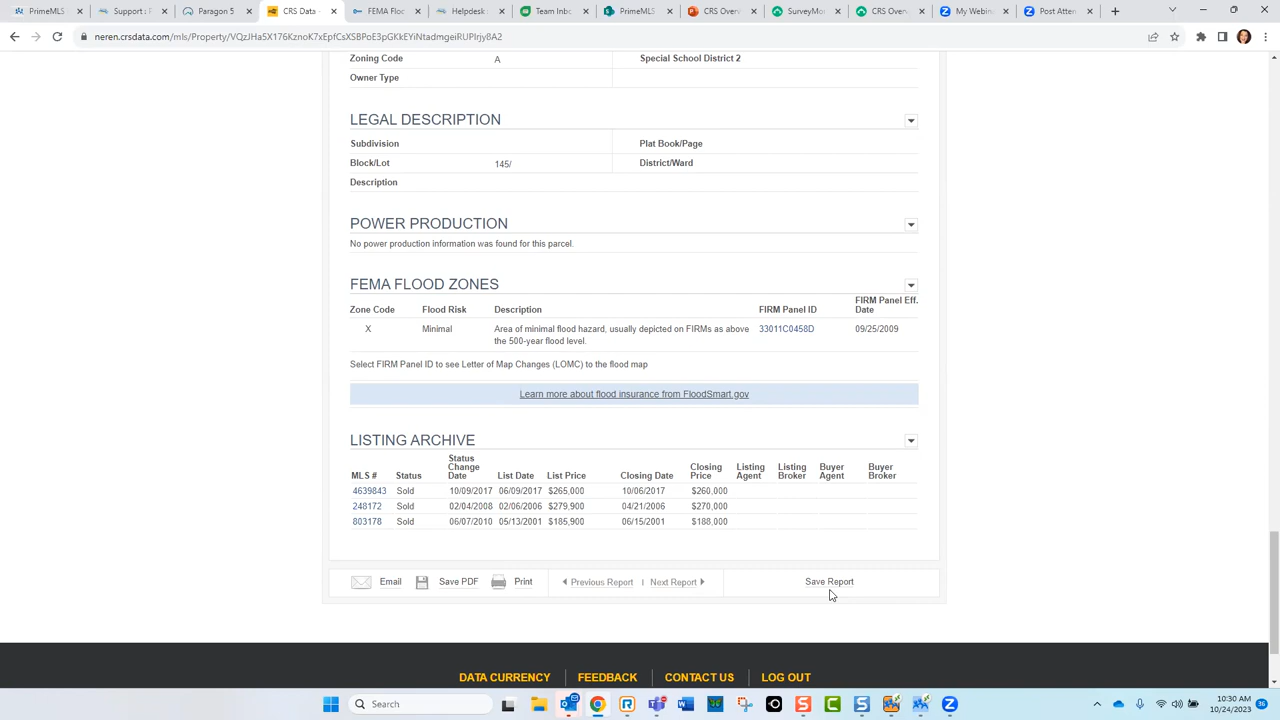 PrimeMLS
Support : F
Paragon 5
CRS Data
FEMA Floo
Helpdesk -
Team Inbo
PrimeMLS
SurveyMon
CRS Overv
My Webina
Post Atten
neren.crsdata.com/mls/Property/VQzJHa5X176KznoK7xEpfCsXSBPoE3pGKkEYiNtadmgeiRUPIrjy8A2
Zoning Code A Special School District 2
Owner Type
LEGAL DESCRIPTION
Subdivision Plat Book/Page
Block/Lot 145/ District/Ward
Description
POWER PRODUCTION
No power production information was found for this parcel.
FEMA FLOOD ZONES
Zone Code Flood Risk Description FIRM Panel ID FIRM Panel Eff. Date
X Minimal Area of minimal flood hazard, usually depicted on FIRMs as above 33011C0458D 09/25/2009
the 500-year flood level.
Select FIRM Panel ID to see Letter of Map Changes (LOMC) to the flood map
Learn more about flood insurance from FloodSmart.gov
LISTING ARCHIVE
MLS # Status Status Change Date List Date List Price Closing Date Closing Price Listing Agent Listing Broker Buyer Agent Buyer Broker
4639843 Sold 10/09/2017 06/09/2017 $265,000 10/06/2017 $260,000
248172 Sold 02/04/2008 02/06/2006 $279,900 04/21/2006 $270,000
803178 Sold 06/07/2010 05/13/2001 $185,900 06/15/2001 $188,000
Email Save PDF Print Previous Report | Next Report Save Report
DATA CURRENCY FEEDBACK CONTACT US LOG OUT
Search
10:30 AM
10/24/2023
36